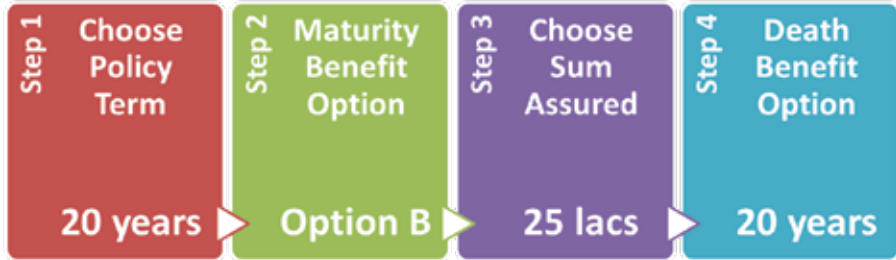 Step 1
Choose
Policy
Term
20 years
Step 2
Maturity
Benefit
Option
Option B
Step 3
Choose
Sum
Assured
25 lacs
Step 4
Death
Benefit
Option
20 years